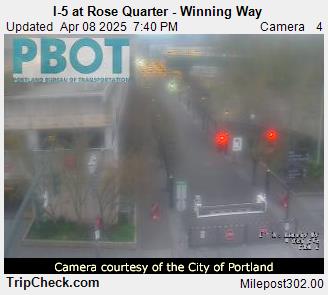 I-5 at Rose Quarter - Winning Way
Updated Apr 08 2025 7:40 PM Camera 4
PBOT
PORTLAND BUREAU OF TRANSPORTATION
Camera courtesy of the City of Portland
TripCheck.com Milepost302.00